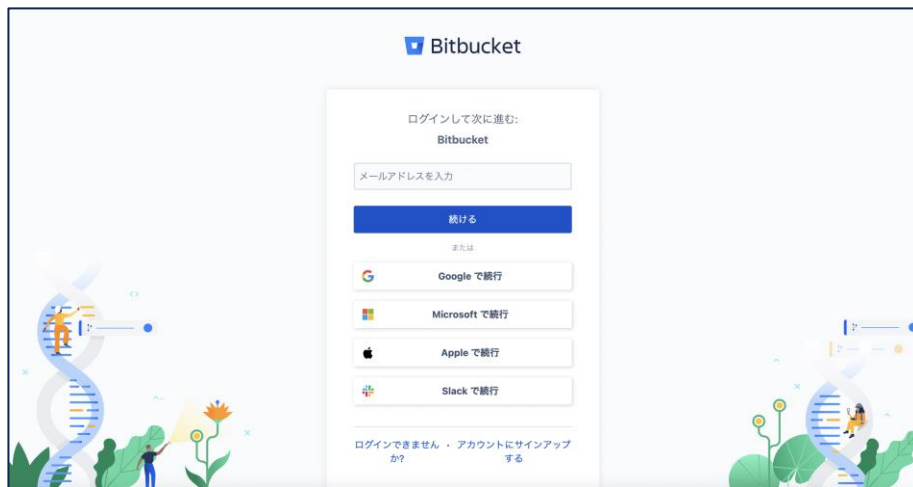 Bitbucket
ログインして次に進む:
Bitbucket
メールアドレスを入力
続ける
または
Google で続行
Microsoft で続行
Apple で続行
Slack で続行
ログインできません ・ アカウントにサインアップ
か? する